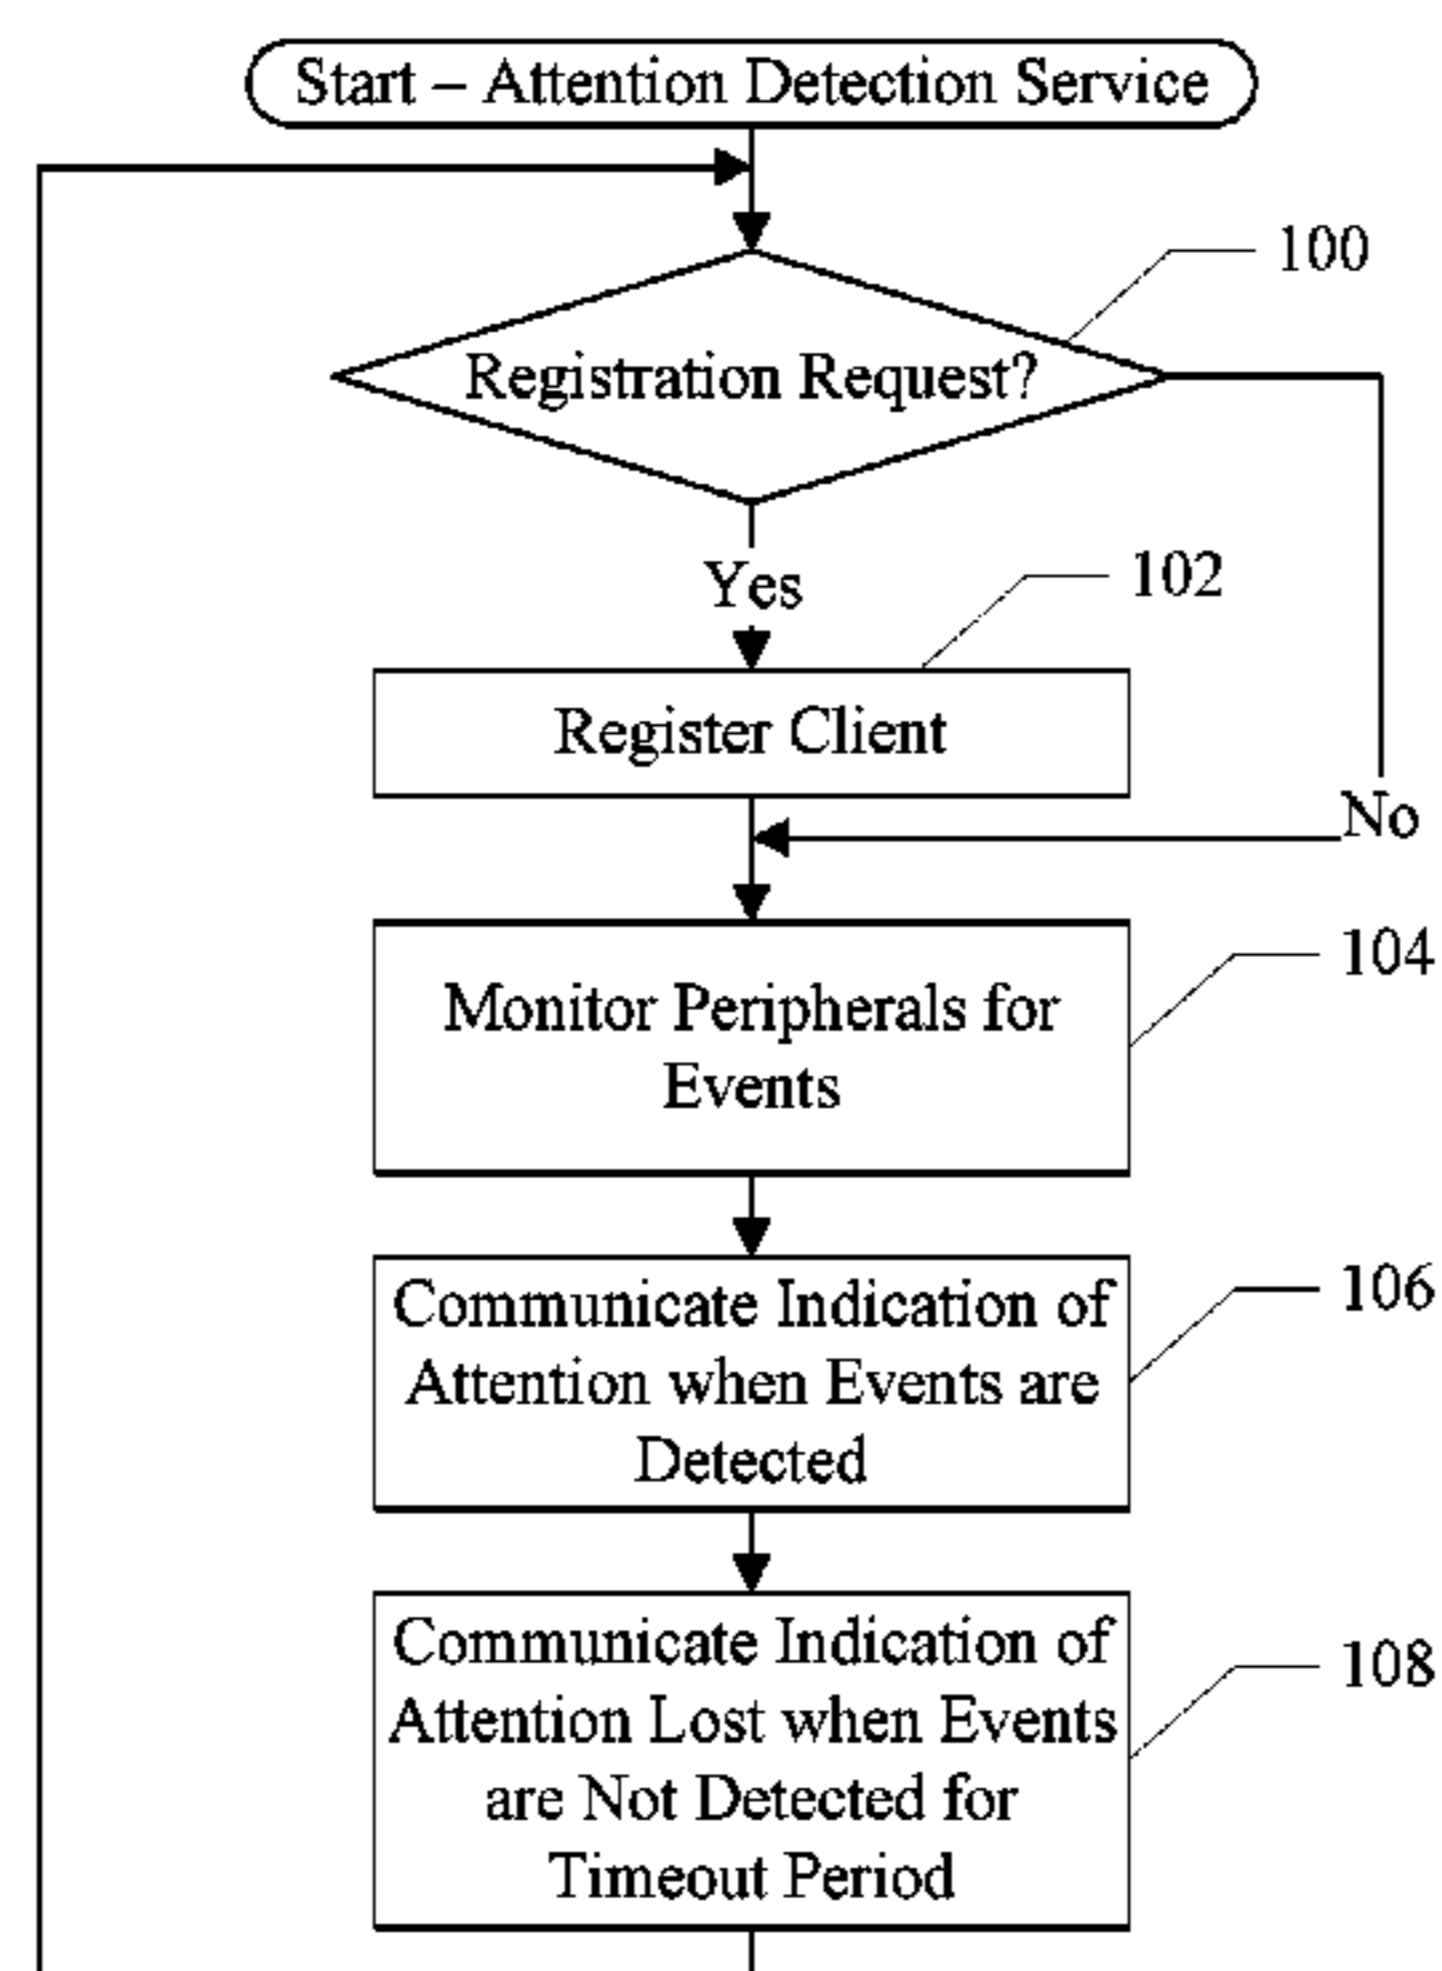 Start – Attention Detection Service
100
Registration Request?
Yes
102
Register Client
No
104
Monitor Peripherals for
Events
106
Communicate Indication of
Attention when Events are
Detected
108
Communicate Indication of
Attention Lost when Events
are Not Detected for
Timeout Period